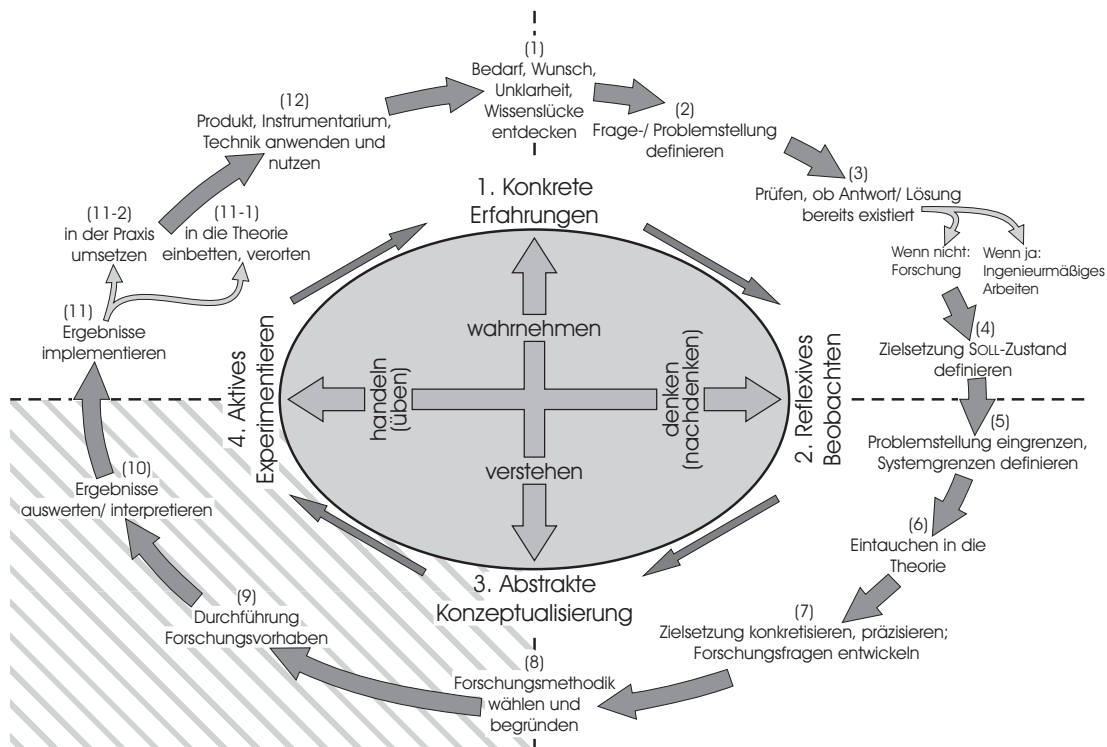 (1)
Bedarf, Wunsch,
Unklarheit,
Wissenslücke
entdecken
(2)
Frage-/ Problemstellung
definieren
(3)
Prüfen, ob Antwort/ Lösung
bereits existiert
Wenn nicht:
Forschung
Wenn ja:
Ingenieurmäßiges
Arbeiten
(4)
Zielsetzung SOLL-Zustand
definieren
(5)
Problemstellung eingrenzen,
Systemgrenzen definieren
(6)
Eintauchen in die
Theorie
(7)
Zielsetzung konkretisieren, präzisieren;
Forschungsfragen entwickeln
(8)
Forschungsmethodik
wählen und
begründen
(9)
Durchführung
Forschungsvorhaben
(10)
Ergebnisse
auswerten/ interpretieren
(11)
Ergebnisse
implementieren
(11-2)
in der Praxis
umsetzen
(11-1)
in die Theorie
einbetten, verorten
(12)
Produkt, Instrumentarium,
Technik anwenden und
nutzen
1. Konkrete
Erfahrungen
2. Reflexives
Beobachten
3. Abstrakte
Konzeptualisierung
4. Aktives
Experimentieren
wahrnehmen
denken
(nachdenken)
verstehen
handeln
(üben)